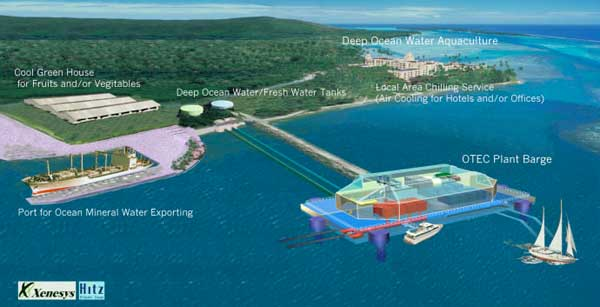 Deep Ocean Water Aquaculture
Cool Green House
for Fruits and/or Vegitables
Deep Ocean Water/Fresh Water Tanks
Local Area Chilling Service
(Air Cooling for Hotels and/or Offices)
OTEC Plant Barge
Port for Ocean Mineral Water Exporting
Xenesys
Hitz